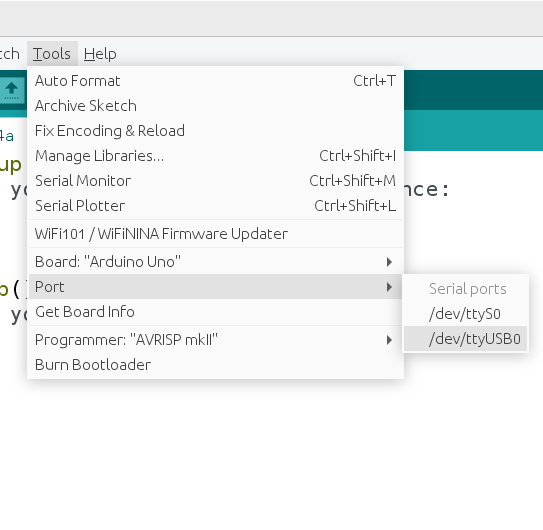 tch Tools Help
Auto Format Ctrl+T
Archive Sketch
4a Fix Encoding & Reload
up Manage Libraries... Ctrl+Shift+I
yo Serial Monitor Ctrl+Shift+M ce:
Serial Plotter Ctrl+Shift+L
WiFi101 / WiFiNINA Firmware Updater
Board: "Arduino Uno"
p() Port Serial ports
yo Get Board Info /dev/ttyS0
Programmer: "AVRISP mkII" /dev/ttyUSB0
Burn Bootloader